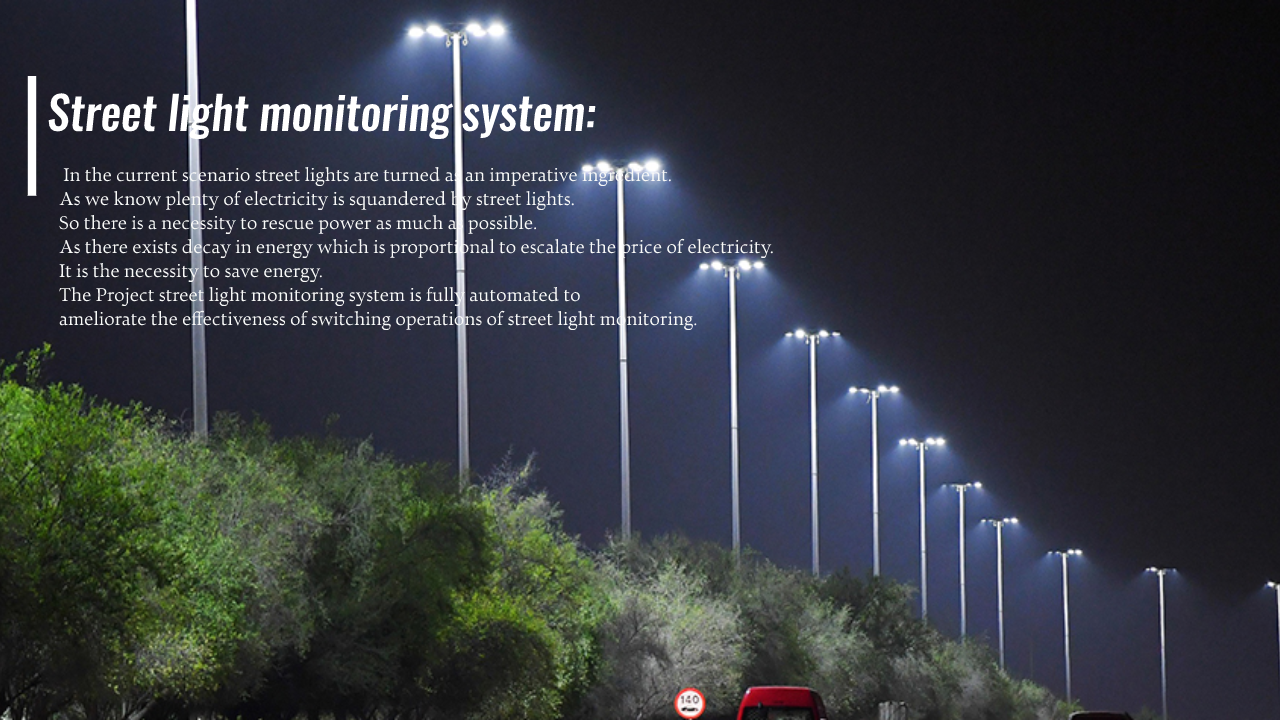 Street light monitoring system:
In the current scenario street lights are turned as an imperative ingredient.
As we know plenty of electricity is squandered by street lights.
So there is a necessity to rescue power as much as possible.
As there exists decay in energy which is proportional to escalate the price of electricity.
It is the necessity to save energy.
The Project street light monitoring system is fully automated to
ameliorate the effectiveness of switching operations of street light monitoring.
140